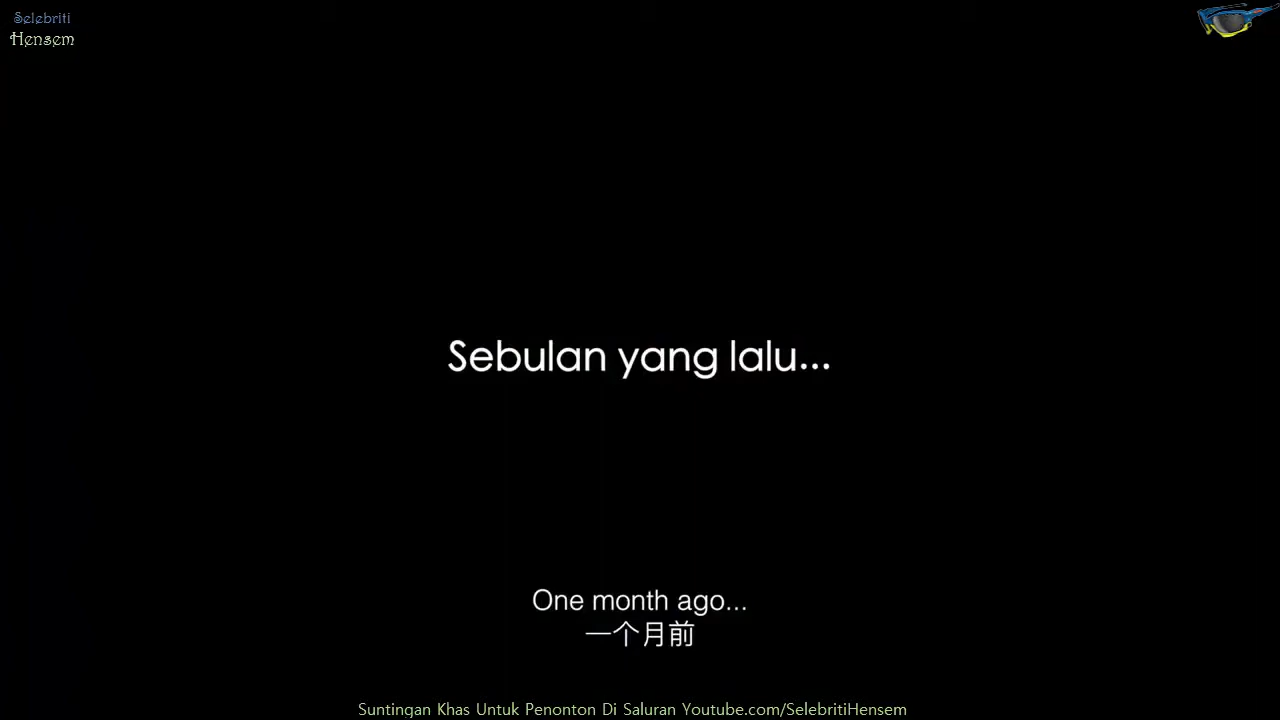 Selebriti
Hensem
Sebulan yang lalu...
One month ago...
一个月前
Suntingan Khas Untuk Penonton Di Saluran Youtube.com/SelebritiHensem